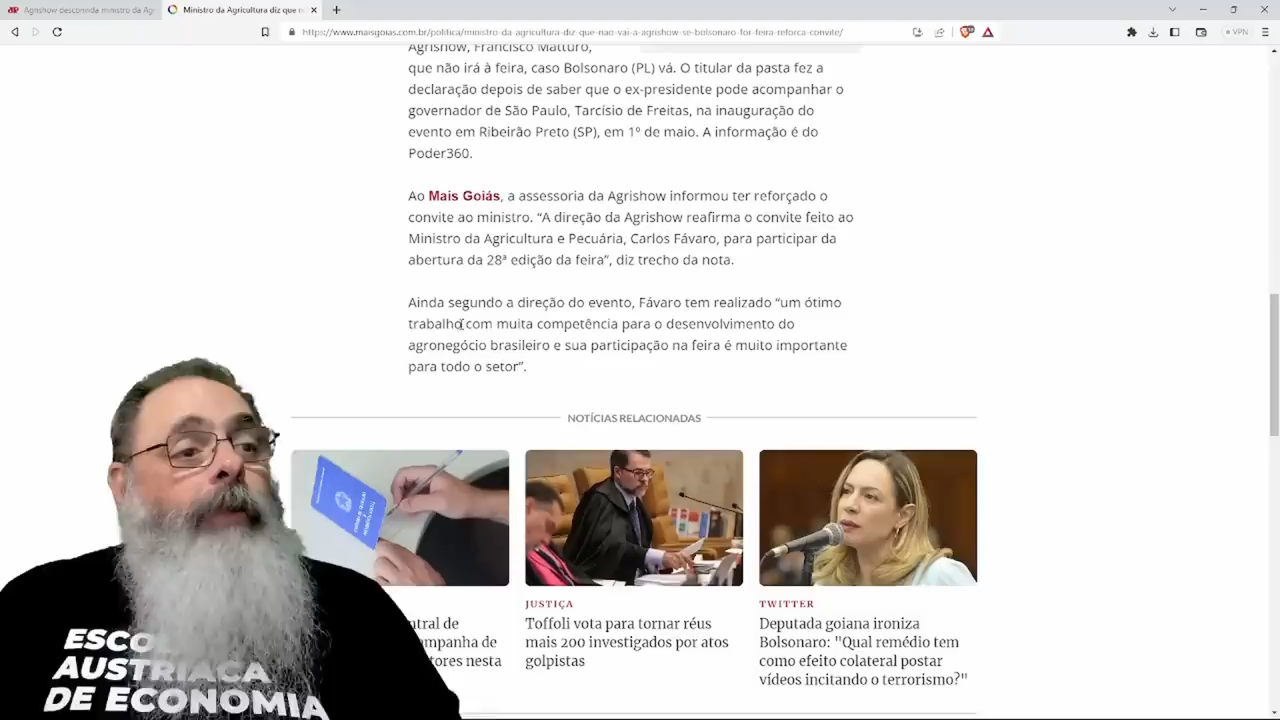 Agrishow desconvida ministro da Ag
Ministro da Agricultura diz que n
https://www.maisgoias.com.br/politica/ministro-da-agricultura-diz-que-nao-vai-a-agrishow-se-bolsonaro-for-feira-reforca-convite/
VPN
Agrishow, Francisco Matturo,
que não irá à feira, caso Bolsonaro (PL) vá. O titular da pasta fez a
declaração depois de saber que o ex-presidente pode acompanhar o
governador de São Paulo, Tarcísio de Freitas, na inauguração do
evento em Ribeirão Preto (SP), em 1º de maio. A informação é do
Poder360.
Ao Mais Goiás, a assessoria da Agrishow informou ter reforçado o
convite ao ministro. “A direção da Agrishow reafirma o convite feito ao
Ministro da Agricultura e Pecuária, Carlos Fávaro, para participar da
abertura da 28ª edição da feira”, diz trecho da nota.
Ainda segundo a direção do evento, Fávaro tem realizado “um ótimo
trabalho com muita competência para o desenvolvimento do
agronegócio brasileiro e sua participação na feira é muito importante
para todo o setor”.
NOTÍCIAS RELACIONADAS
ntral de
mpanha de
tores nesta
JUSTIÇA
Toffoli vota para tornar réus
mais 200 investigados por atos
golpistas
TWITTER
Deputada goiana ironiza
Bolsonaro: "Qual remédio tem
como efeito colateral postar
vídeos incitando o terrorismo?"
ESCO
AUSTRIACA
DE ECONOMIA